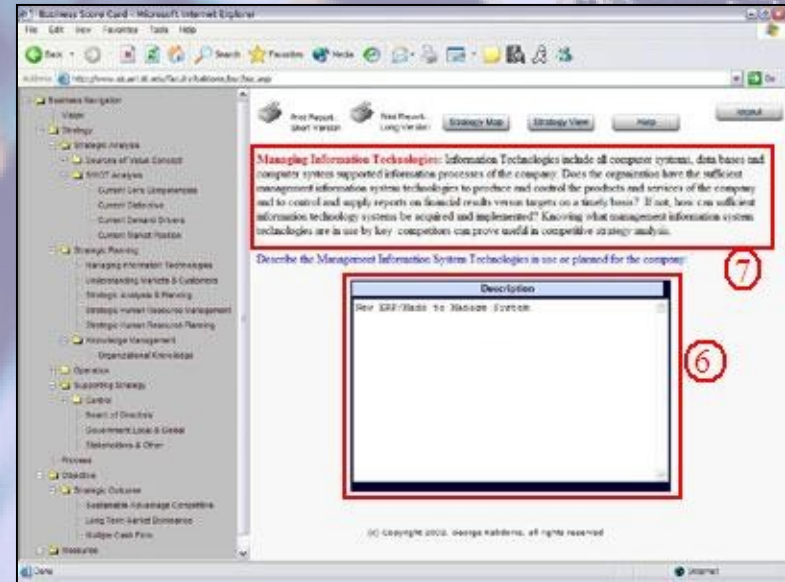 Business Score Card - Microsoft Internet Explorer
File Edit View Favorites Tools Help
Back Search Favorites Media
Go
Business Navigator
Vision
Strategy
Strategic Analysis
Sources of Value Concept
SWOT Analysis
Current Core Competences
Current Demand Drivers
Current Market Position
Strategic Planning
Managing Information Technologies
Understanding Markets & Customers
Strategic Analysis & Planning
Strategic Human Resource Management
Strategic Human Resource Planning
Knowledge Management
Organizational Knowledge
Operation
Supporting Strategy
Control
Board of Directors
Government Local & Global
Stakeholders & Other
Process
Objective
Strategic Outcome
Sustainable Advantage Competitive
Long Term Market Dominance
Multiple Cash Flow
Measures
Print Report Short Version
Print Report Long Version
Strategy Map
Strategy View
Help
logout
Managing Information Technologies: Information Technologies include all computer systems, data bases and
computer system supported information processes of the company. Does the organization have the sufficient
management information system technologies to produce and control the products and services of the company
and to control and supply reports on financial results versus targets on a timely basis? If not, how can sufficient
information technology systems be acquired and implemented? Knowing what management information system
technologies are in use by key competitors can prove useful in competitive strategy analysis.
7
Describe the Management Information System Technologies in use or planned for the company:
Description
New ERP/Made to Manage System
6
(c) Copyright 2002, George
all rights reserved
Done
Internet